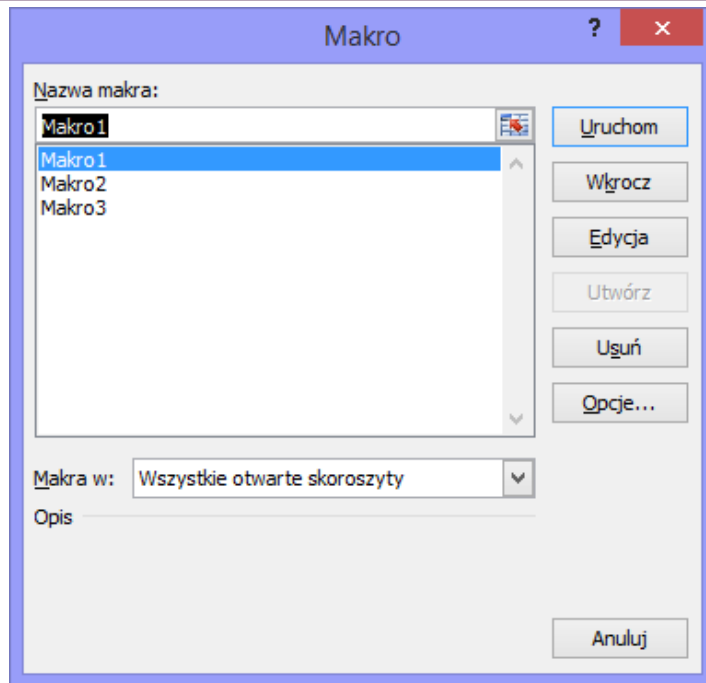 Makro
?
Nazwa makra:
Makro1
Makro1
Makro2
Makro3
Uruchom
Wkrocz
Edycja
Utwórz
Usuń
Opcje...
Makra w: Wszystkie otwarte skoroszyty
Opis
Anuluj